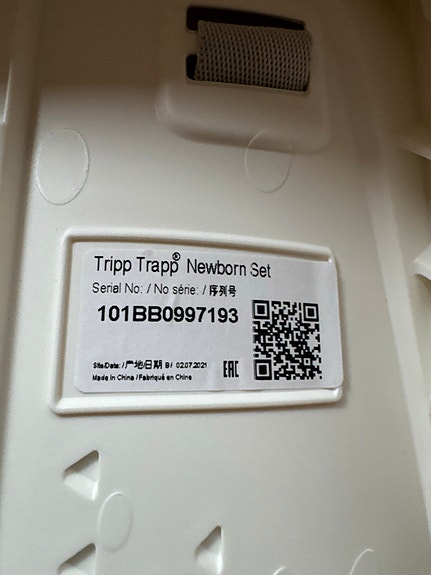 Tripp Trapp® Newborn Set
Serial No: / No série: / 序列号
101BB0997193
Site/Date: / 产地/日期 B / 02.07.2021
EAC
Made in China / Fabriqué en Chine